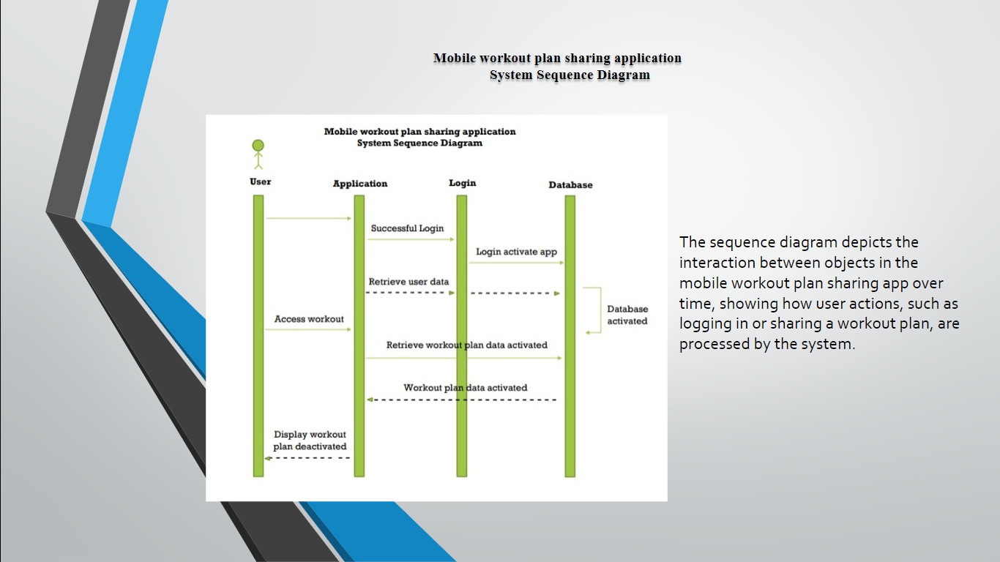 Mobile workout plan sharing application
System Sequence Diagram
Mobile workout plan sharing application
System Sequence Diagram
User
Application
Login
Database
Successful Login
Login activate app
Retrieve user data
Database
activated
Access workout
Retrieve workout plan data activated
Workout plan data activated
Display workout
plan deactivated
The sequence diagram depicts the
interaction between objects in the
mobile workout plan sharing app over
time, showing how user actions, such as
logging in or sharing a workout plan, are
processed by the system.